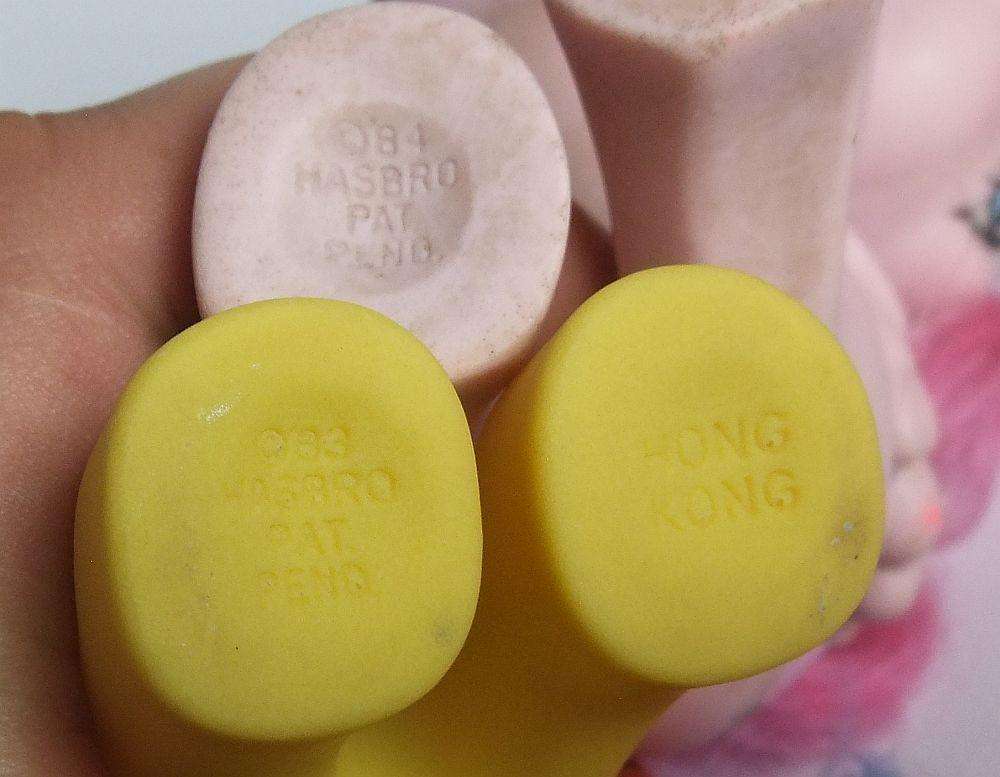 ©'84
HASBRO
PAT.
PEND.
©'83
HASBRO
PAT.
PEND.
HONG
KONG